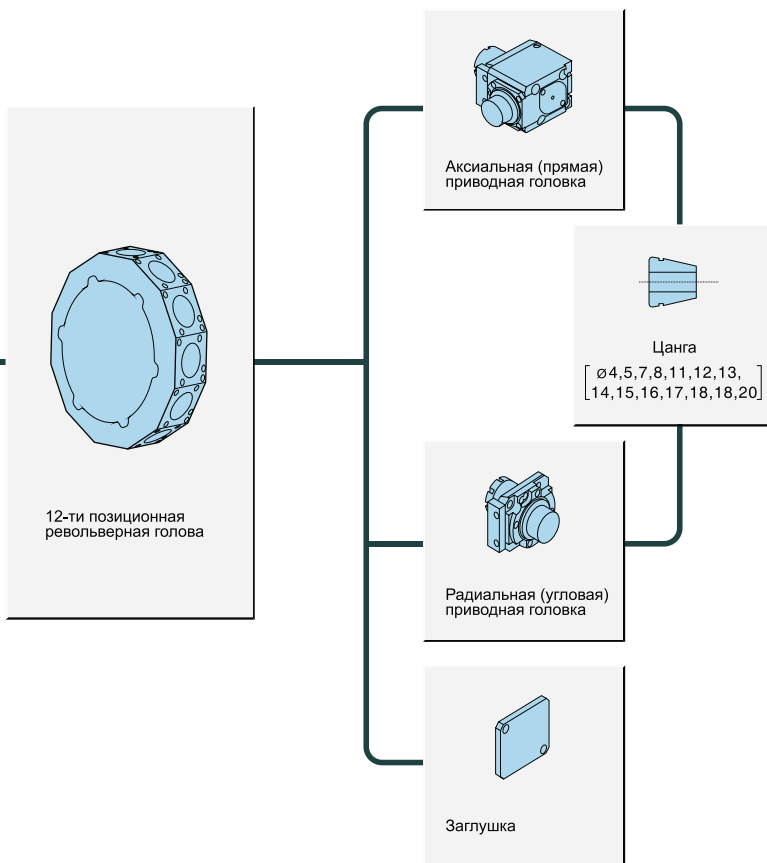 Аксиальная (прямая)
приводная головка
Цанга
⌀4,5,7,8,11,12,13,
14,15,16,17,18,18,20
12-ти позиционная
револьверная голова
Радиальная (угловая)
приводная головка
Заглушка